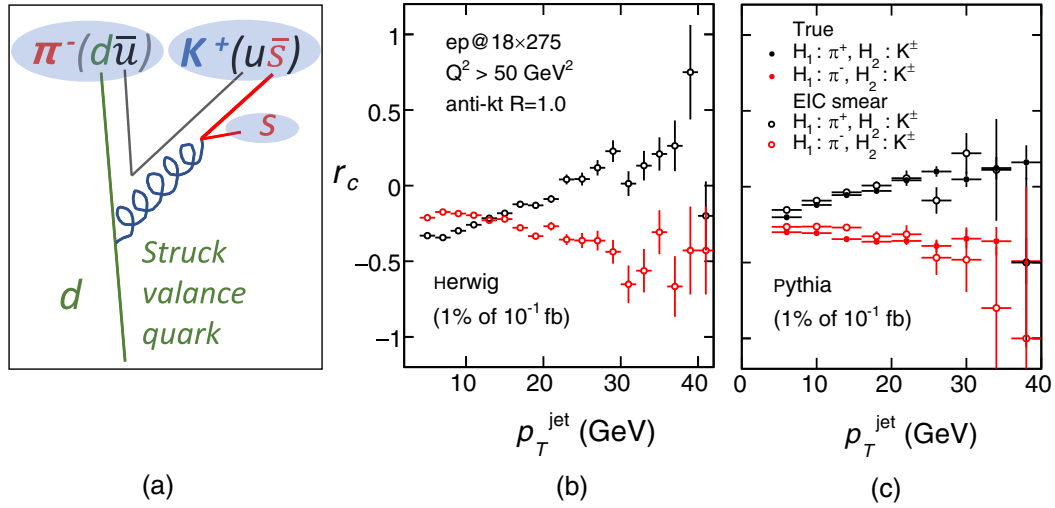 π⁻(dū)
K⁺(us̄)
s
d
Struck
valance
quark
(a)
r_c
1
0.5
0
−0.5
−1
ep@18×275
Q² > 50 GeV²
anti-kt R=1.0
Herwig
(1% of 10⁻¹ fb)
10 20 30 40
p_T^jet (GeV)
(b)
True
H₁: π⁺, H₂: K±
H₁: π⁻, H₂: K±
EIC smear
H₁: π⁺, H₂: K±
H₁: π⁻, H₂: K±
Pythia
(1% of 10⁻¹ fb)
0 10 20 30 40
p_T^jet (GeV)
(c)